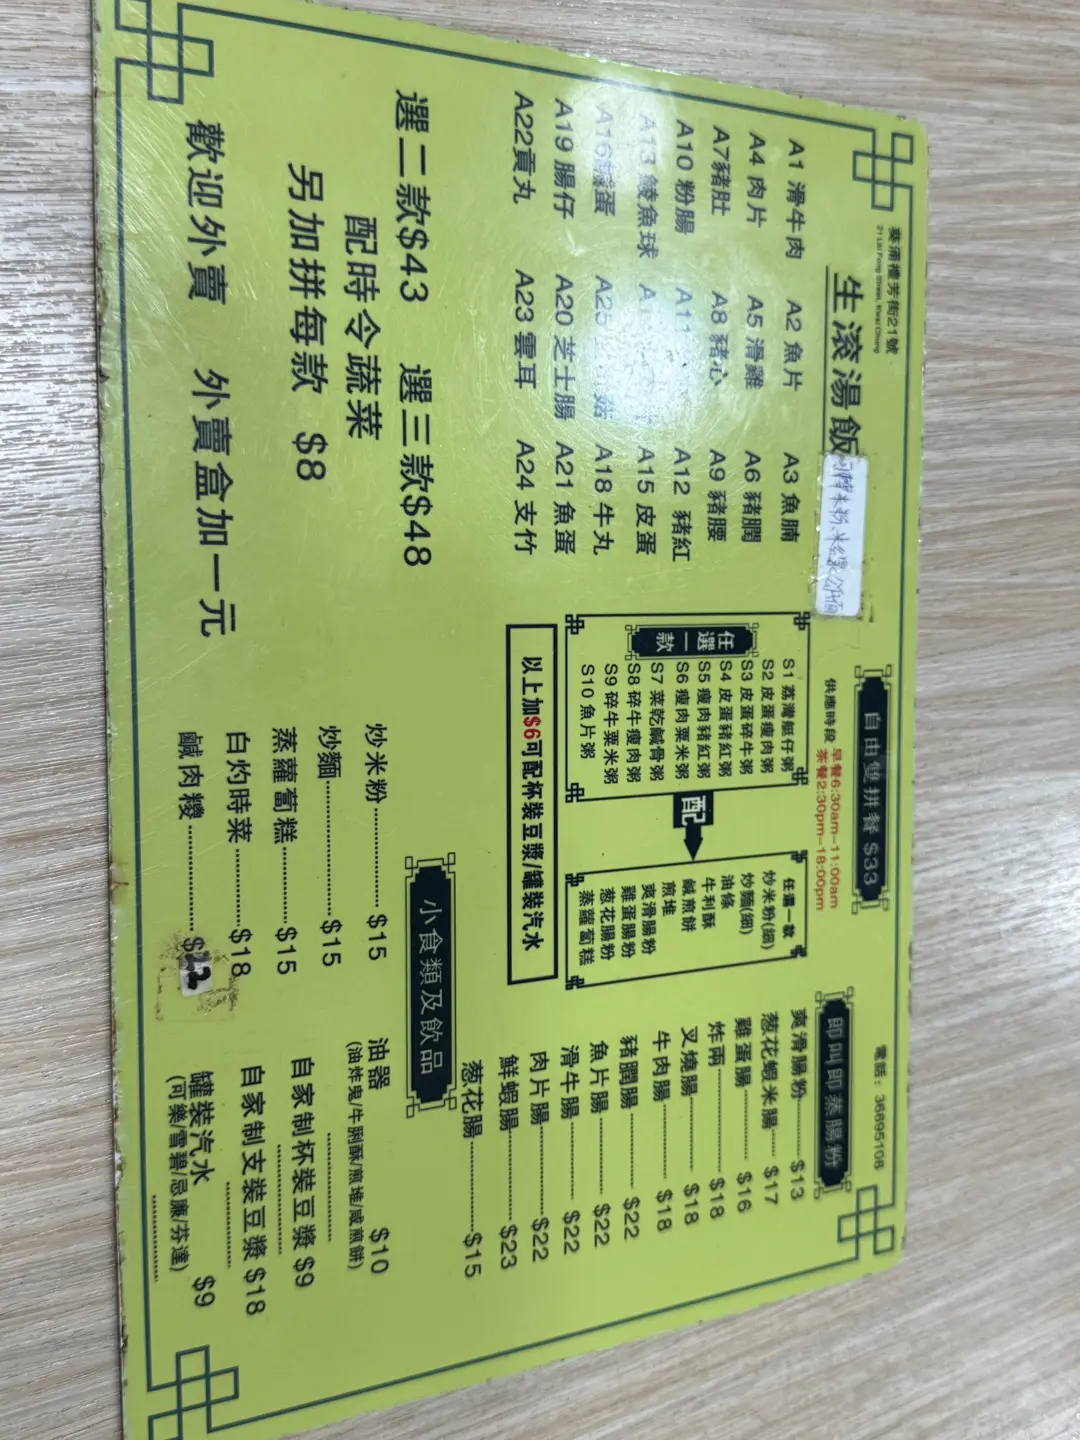 葵涌禮芳街21號
21 Lai Fong Street, Kwai Chung
電話：36895108
生滾湯飯
A1 滑牛肉 A2 魚片 A3 魚腩
A4 肉片 A5 滑雞 A6 豬膶
A7豬肚 A8 豬心 A9 豬腰
A10 粉腸 A11 A12 豬紅
A13 鯪魚球 A15 皮蛋
A16鹹蛋 A25 菇 A18 牛丸
A19 腸仔 A20 芝士腸 A21 魚蛋
A22貢丸 A23 雲耳 A24 支竹
選二款$43 選三款$48
配時令蔬菜
另加拼每款 $8
歡迎外賣 外賣盒加一元
自由雙拼餐 $33
供應時段 早餐6:30am-11:00am
茶餐2:30pm-18:00pm
任選一款
S1 荔灣艇仔粥
S2 皮蛋瘦肉粥
S3 皮蛋碎牛粥
S4 皮蛋豬紅粥
S5 瘦肉豬紅粥
S6 瘦肉粟米粥
S7 菜乾鹹骨粥
S8 碎牛瘦肉粥
S9 碎牛粟米粥
S10 魚片粥
配
任選一款
炒米粉(細)
炒麵(細)
油條
牛利酥
鹹煎餅
煎堆
爽滑腸粉
雞蛋腸粉
葱花腸粉
蒸蘿蔔糕
以上加$6可配杯裝豆漿/罐裝汽水
即叫即蒸腸粉
爽滑腸粉 $13
葱花蝦米腸 $17
雞蛋腸 $16
炸兩 $18
叉燒腸 $18
牛肉腸 $18
豬膶腸 $22
魚片腸 $22
滑牛腸 $22
肉片腸 $22
鮮蝦腸 $23
葱花腸 $15
小食類及飲品
炒米粉 $15
炒麵 $15
蒸蘿蔔糕 $15
白灼時菜 $18
鹹肉糭 $22
油器 $10
(油炸鬼/牛脷酥/煎堆/咸煎餅)
自家制杯裝豆漿 $9
自家制支裝豆漿 $18
罐裝汽水 $9
(可樂/雪碧/忌廉/芬達)